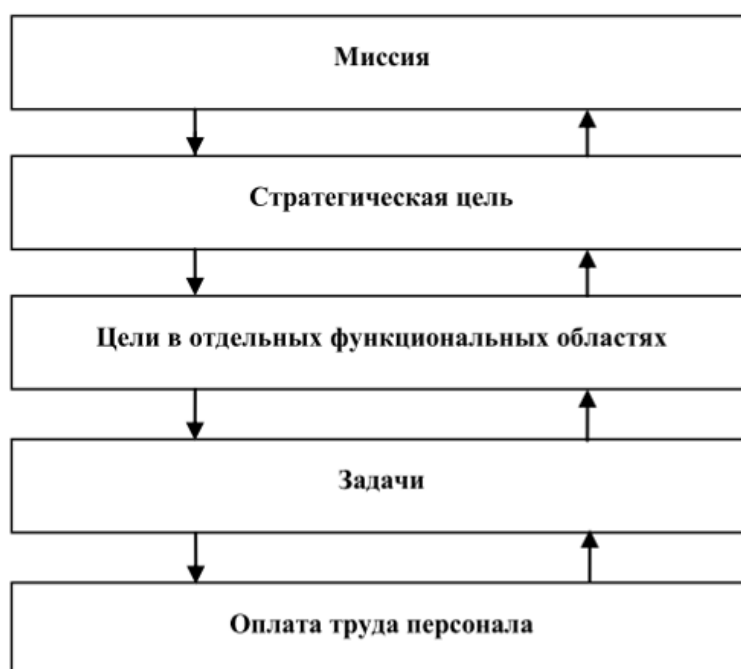 Миссия
Стратегическая цель
Цели в отдельных функциональных областях
Задачи
Оплата труда персонала